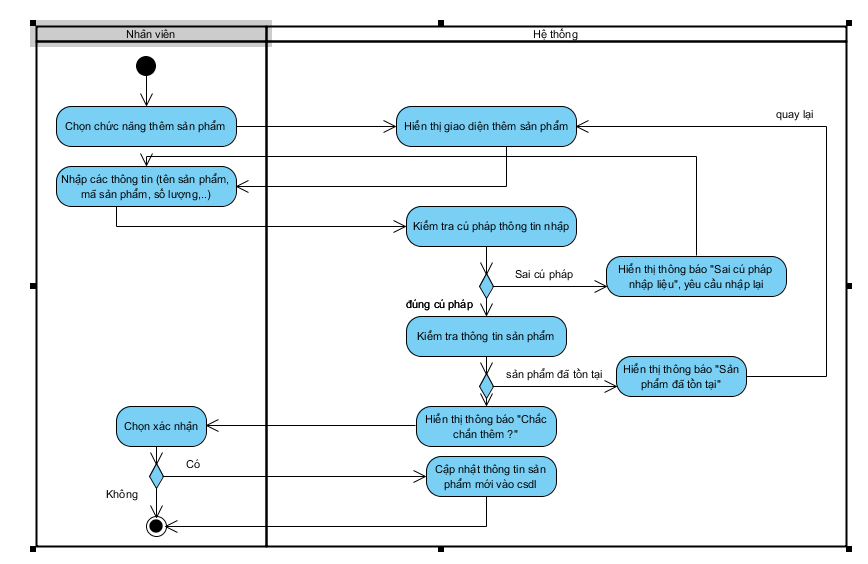 Nhân viên
Hệ thống
Chọn chức năng thêm sản phẩm
Hiển thị giao diện thêm sản phẩm
quay lại
Nhập các thông tin (tên sản phẩm,
mã sản phẩm, số lượng,..)
Kiểm tra cú pháp thông tin nhập
Sai cú pháp
Hiển thị thông báo "Sai cú pháp
nhập liệu", yêu cầu nhập lại
đúng cú pháp
Kiểm tra thông tin sản phẩm
sản phẩm đã tồn tại
Hiển thị thông báo "Sản
phẩm đã tồn tại"
Hiển thị thông báo "Chắc
chắn thêm ?"
Chọn xác nhận
Có
Cập nhật thông tin sản
phẩm mới vào csdl
Không